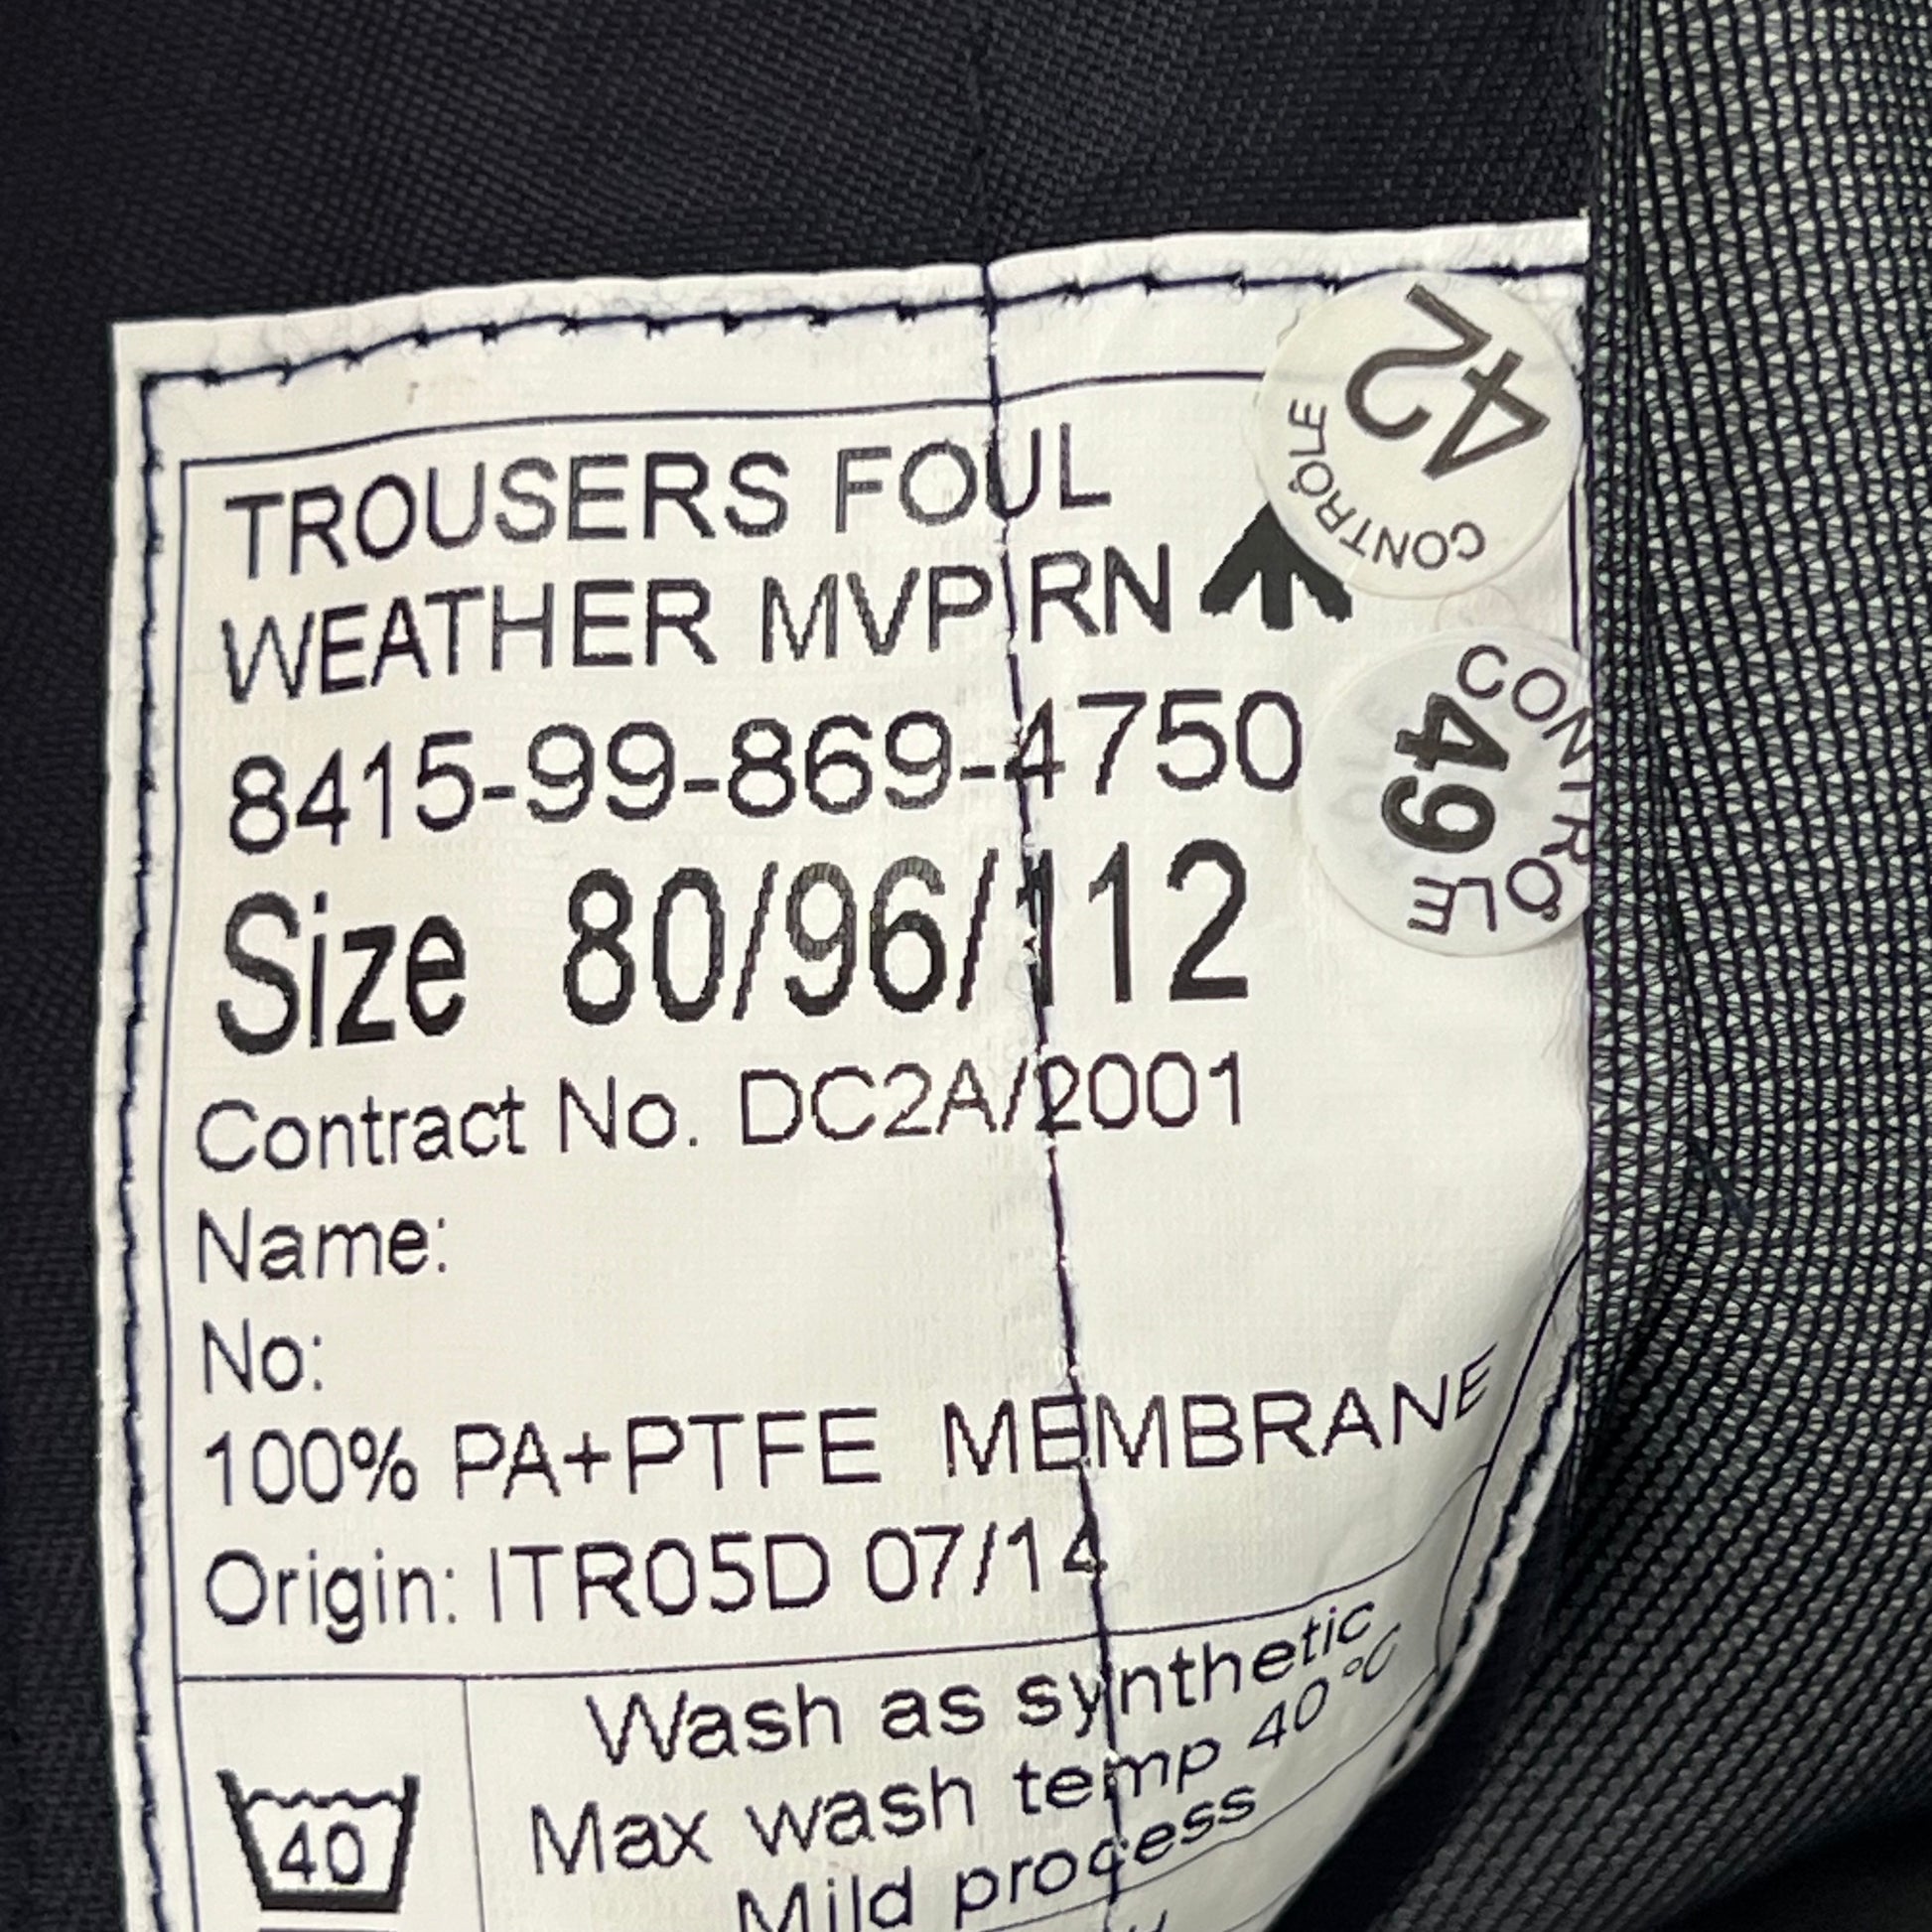 TROUSERS FOUL
WEATHER MVP RN
8415-99-869-4750
Size 80/96/112
Contract No. DC2A/2001
Name:
No:
100% PA+PTFE MEMBRANE
Origin: ITR05D 07/14
Wash as synthetic
Max wash temp 40°C
Mild process
40
42
CONTRÔLE
49
CONTRÔLE